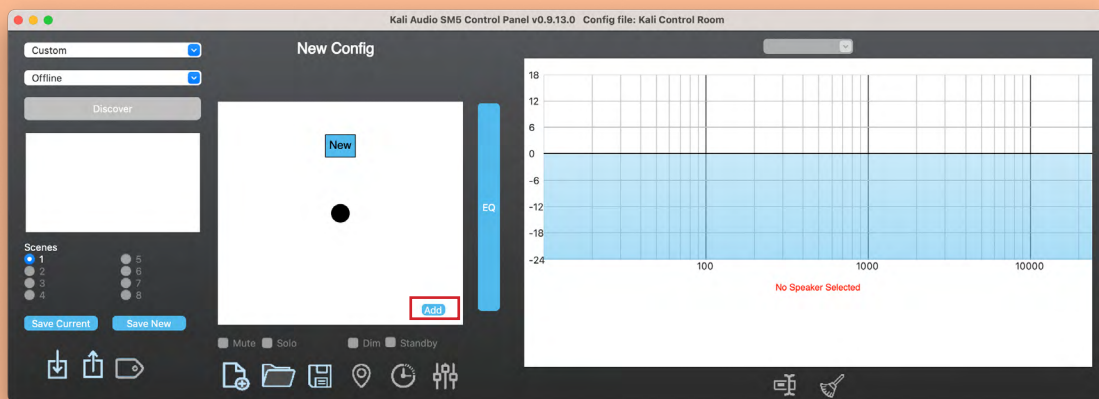 Kali Audio SM5 Control Panel v0.9.13.0 Config file: Kali Control Room
Custom
Offline
Discover
Scenes
1
2
3
4
5
6
7
8
Save Current
Save New
New Config
New
Add
EQ
Mute
Solo
Dim
Standby
18
12
6
0
-6
-12
-18
-24
100
1000
10000
No Speaker Selected